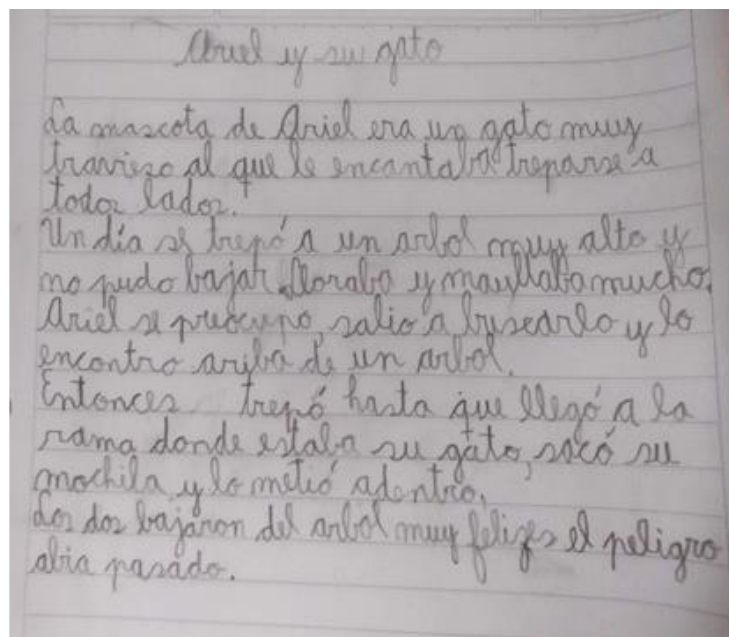 Ariel y su gato
La mascota de Ariel era un gato muy
travieso al que le encantaba treparse a
todos lados.
Un día se trepó a un arbol muy alto y
no pudo bajar. lloraba y maullaba mucho.
Ariel se preocupo, salio a buscarlo y lo
encontro ariba de un arbol.
Entonces trepó hasta que llegó a la
rama donde estaba su gato, sacó su
mochila y lo metió adentro.
Los dos bajaron del arbol muy felizes el peligro
abia pasado.